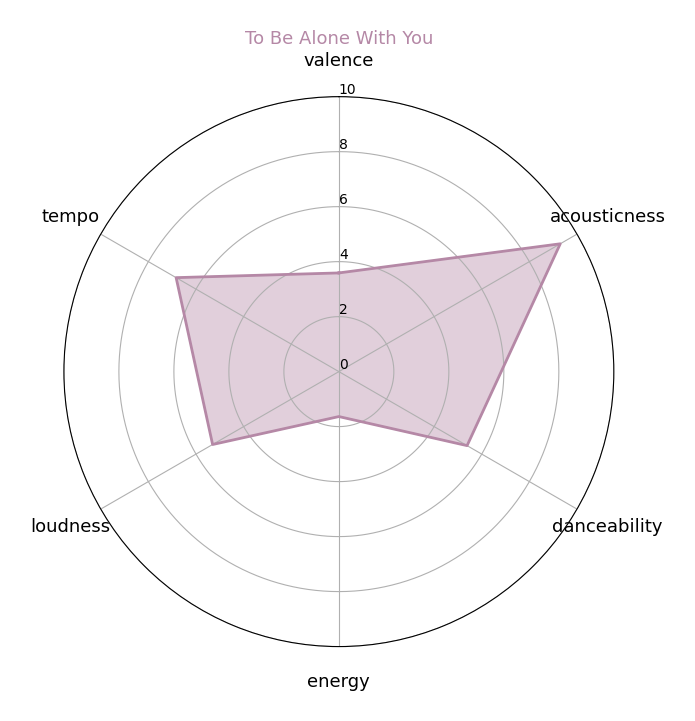 To Be Alone With You
valence
10
8
6
4
2
0
tempo
acousticness
loudness
danceability
energy